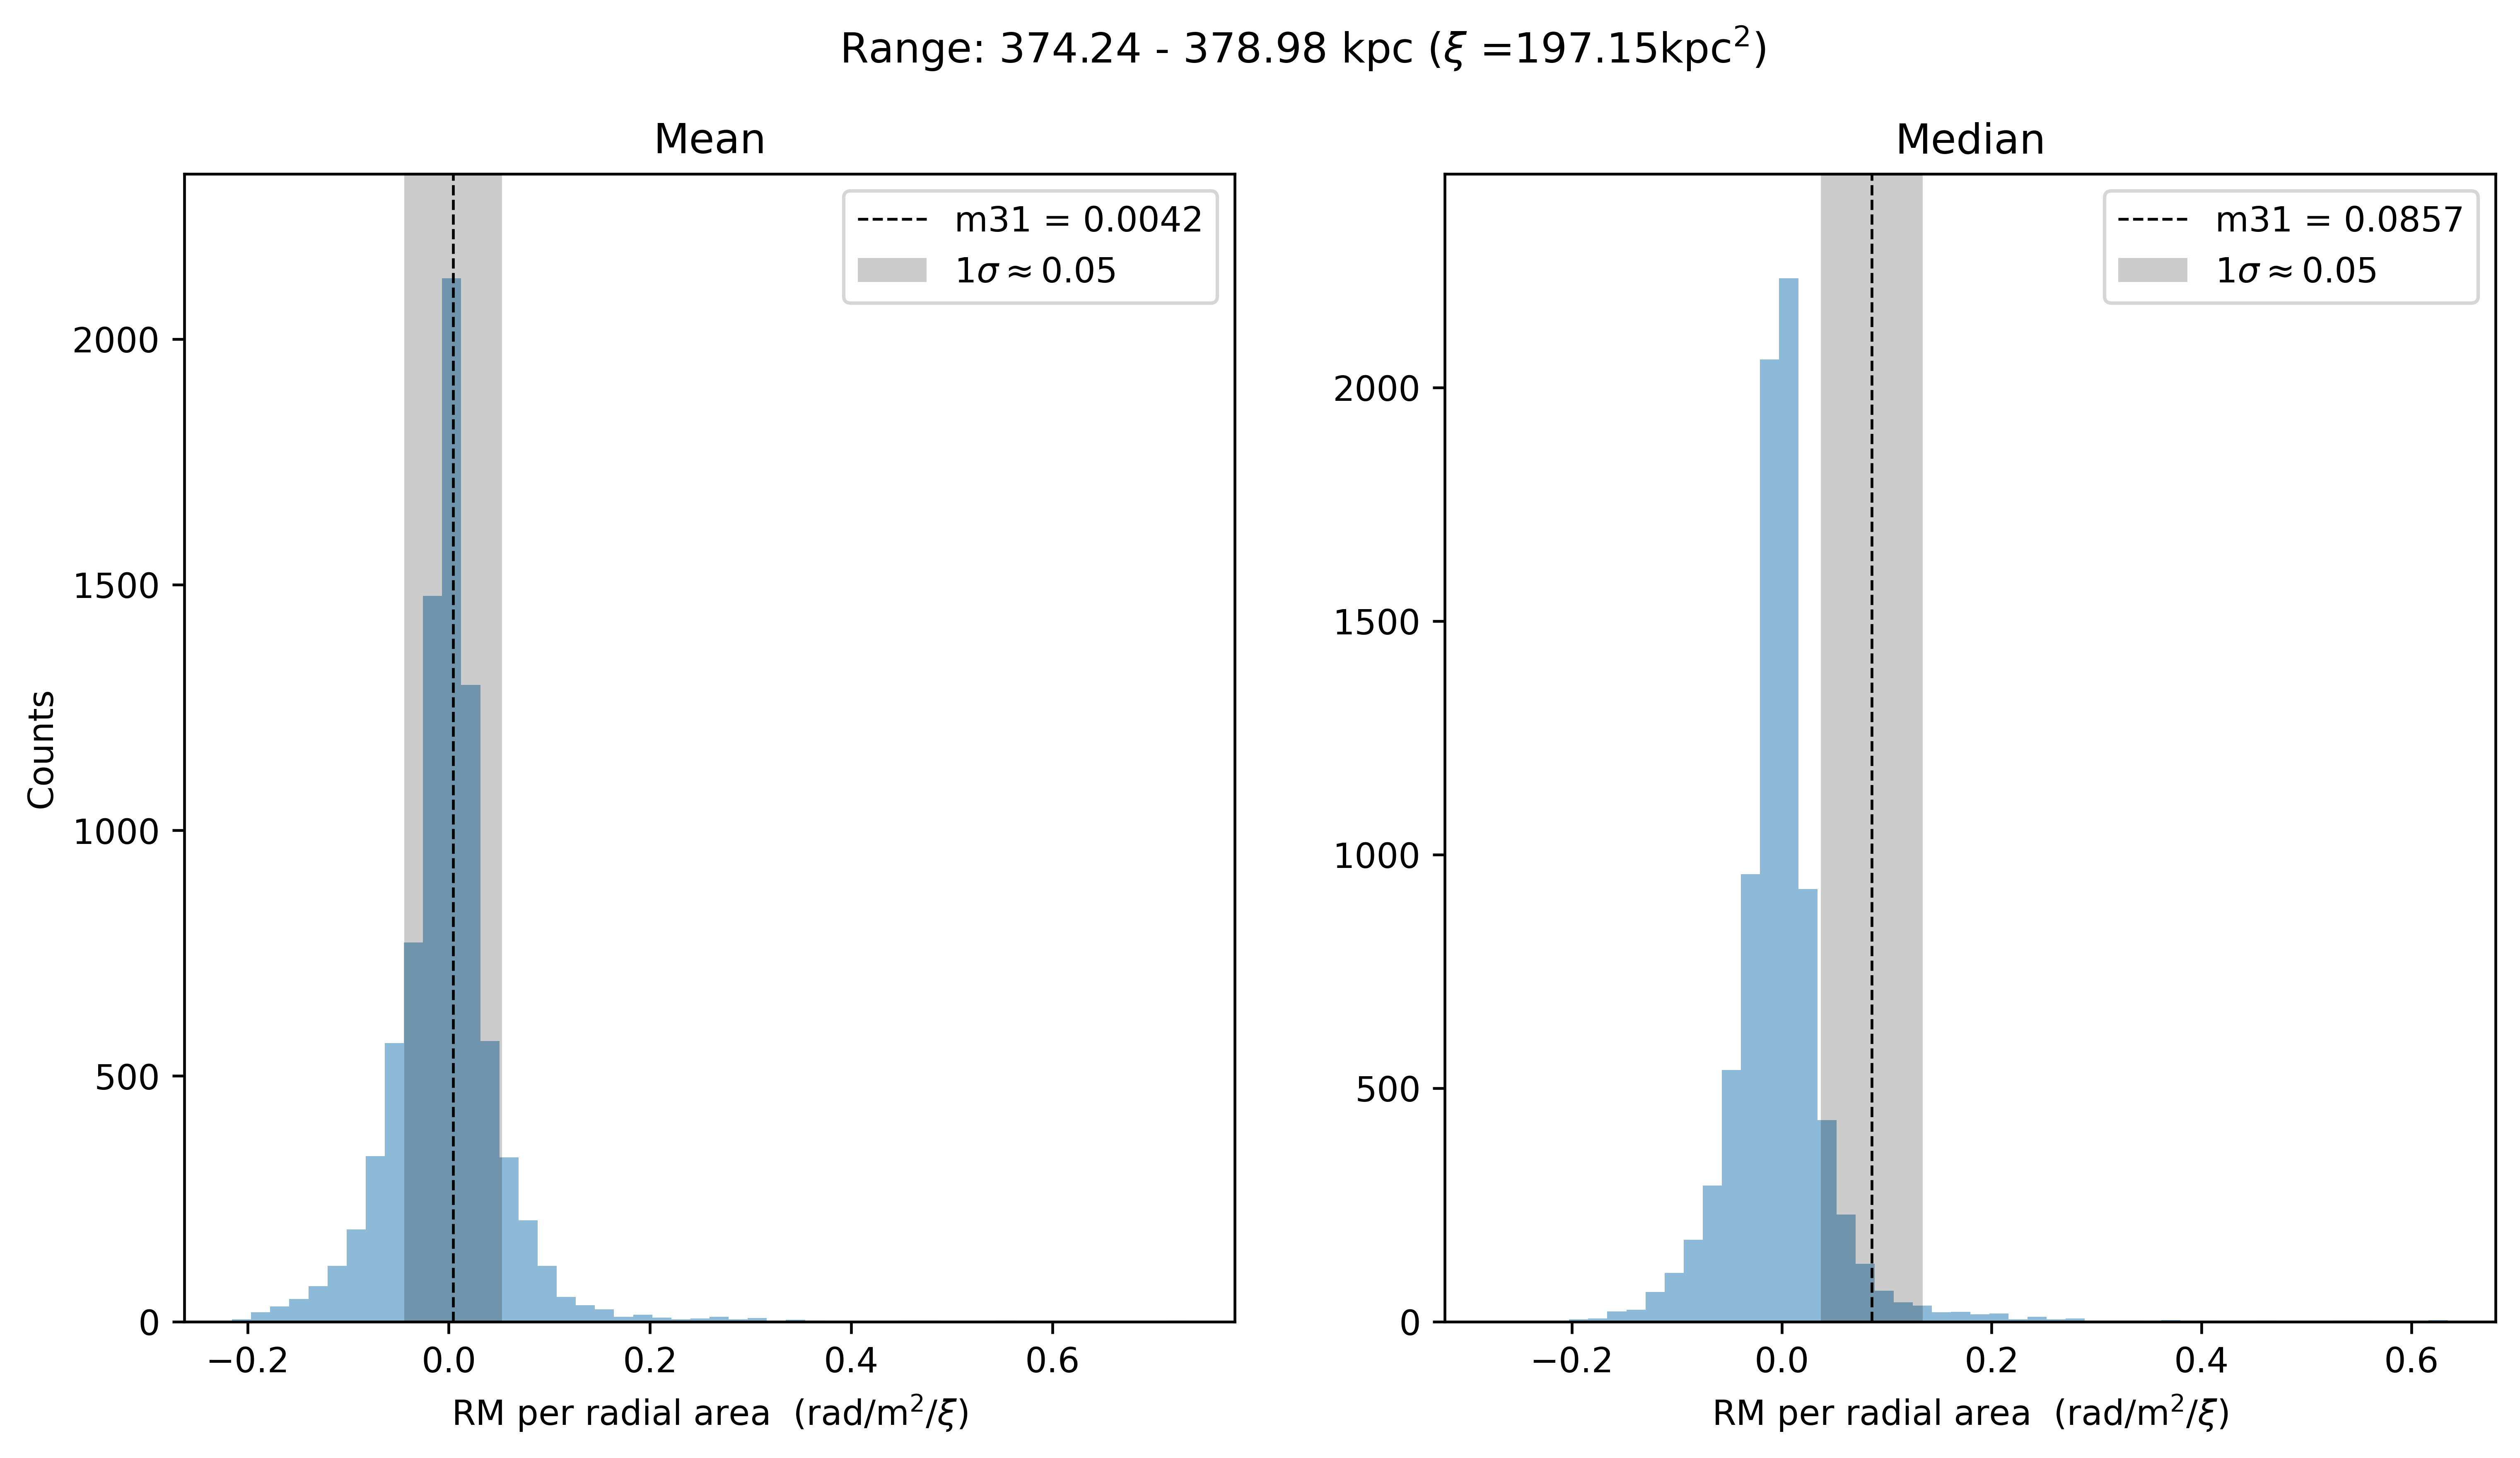 Range: 374.24 - 378.98 kpc (ξ =197.15kpc²)
Mean
m31 = 0.0042
1σ ≈ 0.05
2000
1500
1000
500
0
Counts
−0.2 0.0 0.2 0.4 0.6
RM per radial area (rad/m²/ξ)
Median
m31 = 0.0857
1σ ≈ 0.05
2000
1500
1000
500
0
−0.2 0.0 0.2 0.4 0.6
RM per radial area (rad/m²/ξ)